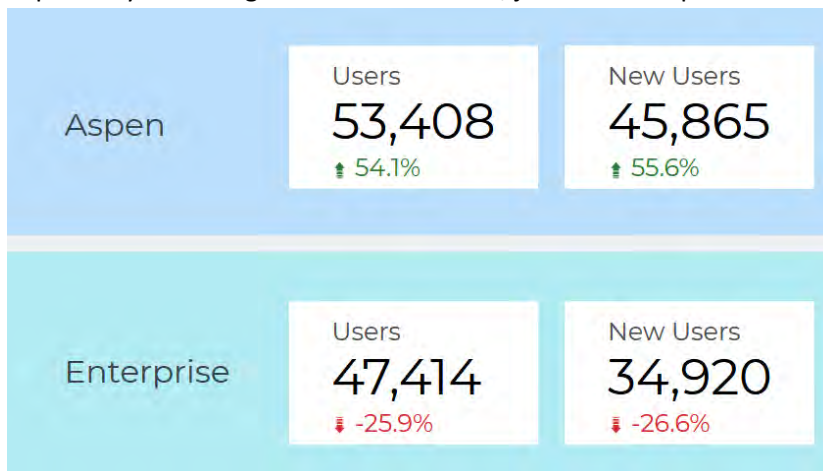 Aspen
Users
53,408
54.1%
New Users
45,865
55.6%
Enterprise
Users
47,414
-25.9%
New Users
34,920
-26.6%